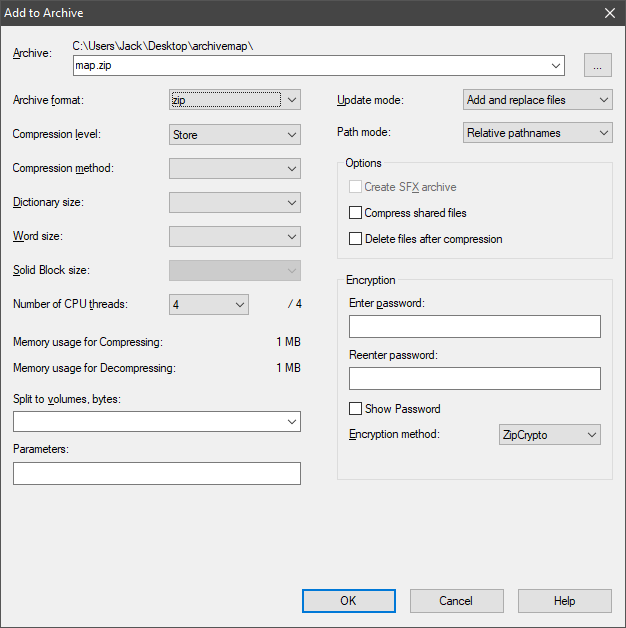 Add to Archive
Archive: C:\Users\Jack\Desktop\archivemap\
map.zip
...
Archive format: zip
Compression level: Store
Compression method:
Dictionary size:
Word size:
Solid Block size:
Number of CPU threads: 4 / 4
Memory usage for Compressing: 1 MB
Memory usage for Decompressing: 1 MB
Split to volumes, bytes:
Parameters:
Update mode: Add and replace files
Path mode: Relative pathnames
Options
Create SFX archive
Compress shared files
Delete files after compression
Encryption
Enter password:
Reenter password:
Show Password
Encryption method: ZipCrypto
OK Cancel Help